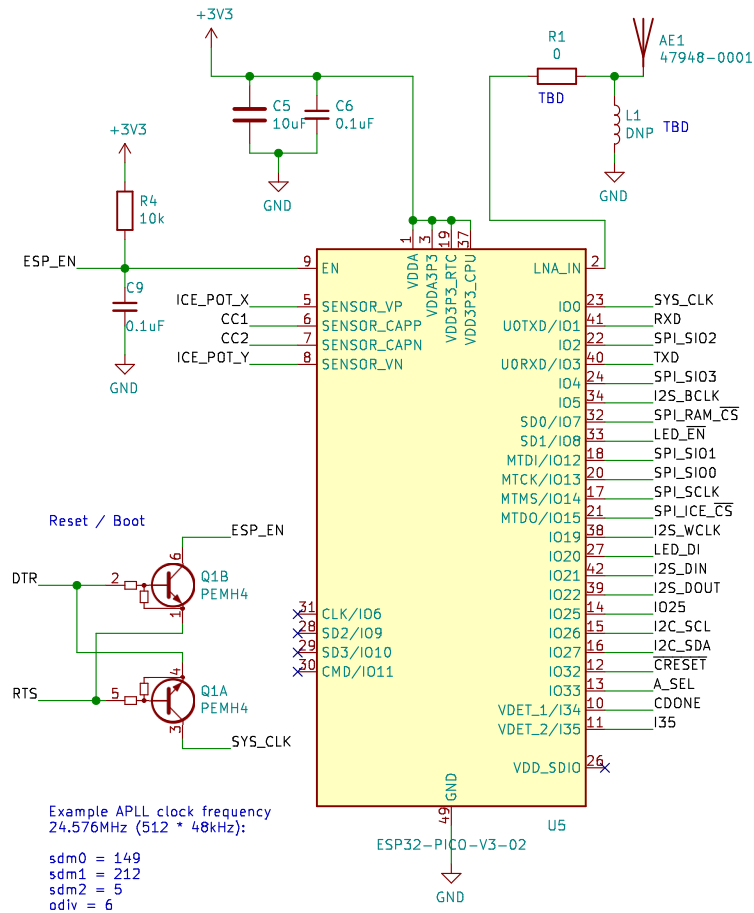 +3V3
R1
0
TBD
AE1
47948-0001
C5
10uF
C6
0.1uF
L1
DNP
TBD
+3V3
GND
GND
R4
10k
1
VDDA
3
VDDA3P3
19
VDD3P3_RTC
37
VDD3P3_CPU
ESP_EN
9
EN
LNA_IN
2
C9
0.1uF
GND
ICE_POT_X
5
SENSOR_VP
CC1
6
SENSOR_CAPP
CC2
7
SENSOR_CAPN
ICE_POT_Y
8
SENSOR_VN
IO0
23
SYS_CLK
U0TXD/IO1
41
RXD
IO2
22
SPI_SIO2
U0RXD/IO3
40
TXD
IO4
24
SPI_SIO3
IO5
34
I2S_BCLK
SD0/IO7
32
SPI_RAM_CS
SD1/IO8
33
LED_EN
MTDI/IO12
18
SPI_SIO1
MTCK/IO13
20
SPI_SIO0
MTMS/IO14
17
SPI_SCLK
MTDO/IO15
21
SPI_ICE_CS
IO19
38
I2S_WCLK
IO20
27
LED_DI
IO21
42
I2S_DIN
IO22
39
I2S_DOUT
IO25
14
IO25
IO26
15
I2C_SCL
IO27
16
I2C_SDA
IO32
12
CRESET
IO33
13
A_SEL
VDET_1/I34
10
CDONE
VDET_2/I35
11
I35
VDD_SDIO
26
Reset / Boot
ESP_EN
6
DTR
2
Q1B
PEMH4
1
4
RTS
5
Q1A
PEMH4
3
SYS_CLK
31
CLK/IO6
28
SD2/IO9
29
SD3/IO10
30
CMD/IO11
GND
49
U5
ESP32-PICO-V3-02
GND
Example APLL clock frequency
24.576MHz (512 * 48kHz):
sdm0 = 149
sdm1 = 212
sdm2 = 5
odiv = 6